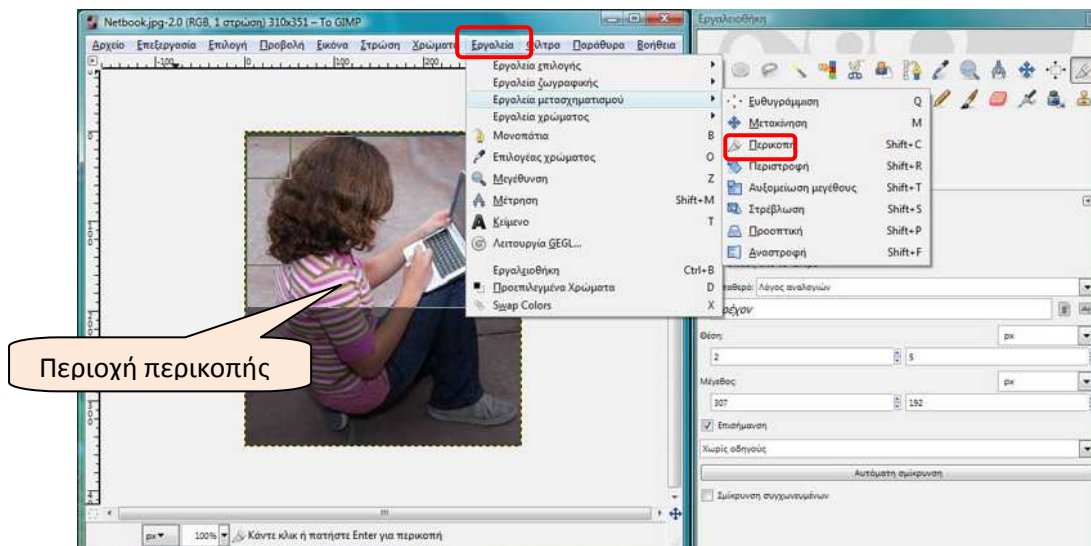 Netbook.jpg-2.0 (RGB, 1 στρώση) 310x351 – Το GIMP
Αρχείο Επεξεργασία Επιλογή Προβολή Εικόνα Στρώση Χρώματα Εργαλεία Φίλτρα Παράθυρα Βοήθεια
Εργαλεία επιλογής
Εργαλεία ζωγραφικής
Εργαλεία μετασχηματισμού
Εργαλεία χρώματος
Μονοπάτια B
Επιλογέας χρώματος O
Μεγέθυνση Z
Μέτρηση Shift+M
Κείμενο T
Λειτουργία GEGL...
Εργαλειοθήκη Ctrl+B
Προεπιλεγμένα Χρώματα D
Swap Colors X
Ευθυγράμμιση Q
Μετακίνηση M
Περικοπή Shift+C
Περιστροφή Shift+R
Αυξομείωση μεγέθους Shift+T
Στρέβλωση Shift+S
Προοπτική Shift+P
Αναστροφή Shift+F
Περιοχή περικοπής
px 100% Κάντε κλικ ή πατήστε Enter για περικοπή
Εργαλειοθήκη
Λόγος αναλογιών
Θέση: px
2 5
Μέγεθος: px
307 192
Επισήμανση
Χωρίς οδηγούς
Αυτόματη σμίκρυνση
Σμίκρυνση συγχωνευμένων